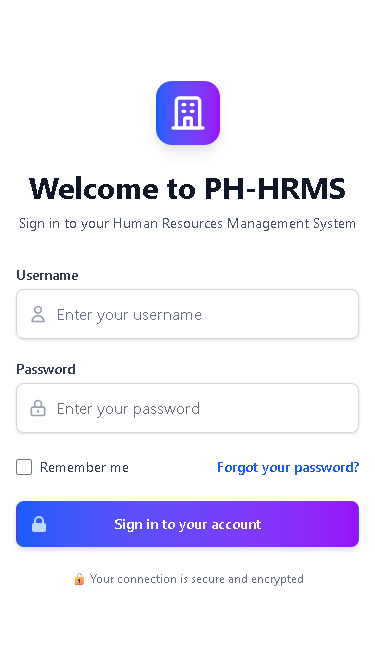 Welcome to PH-HRMS
Sign in to your Human Resources Management System
Username
Enter your username
Password
Enter your password
Remember me
Forgot your password?
Sign in to your account
🔒 Your connection is secure and encrypted